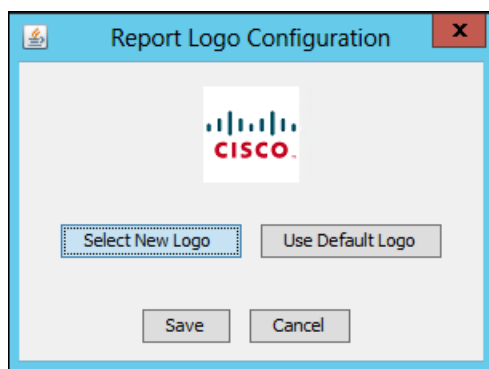 Report Logo Configuration
x
CISCO
Select New Logo
Use Default Logo
Save
Cancel